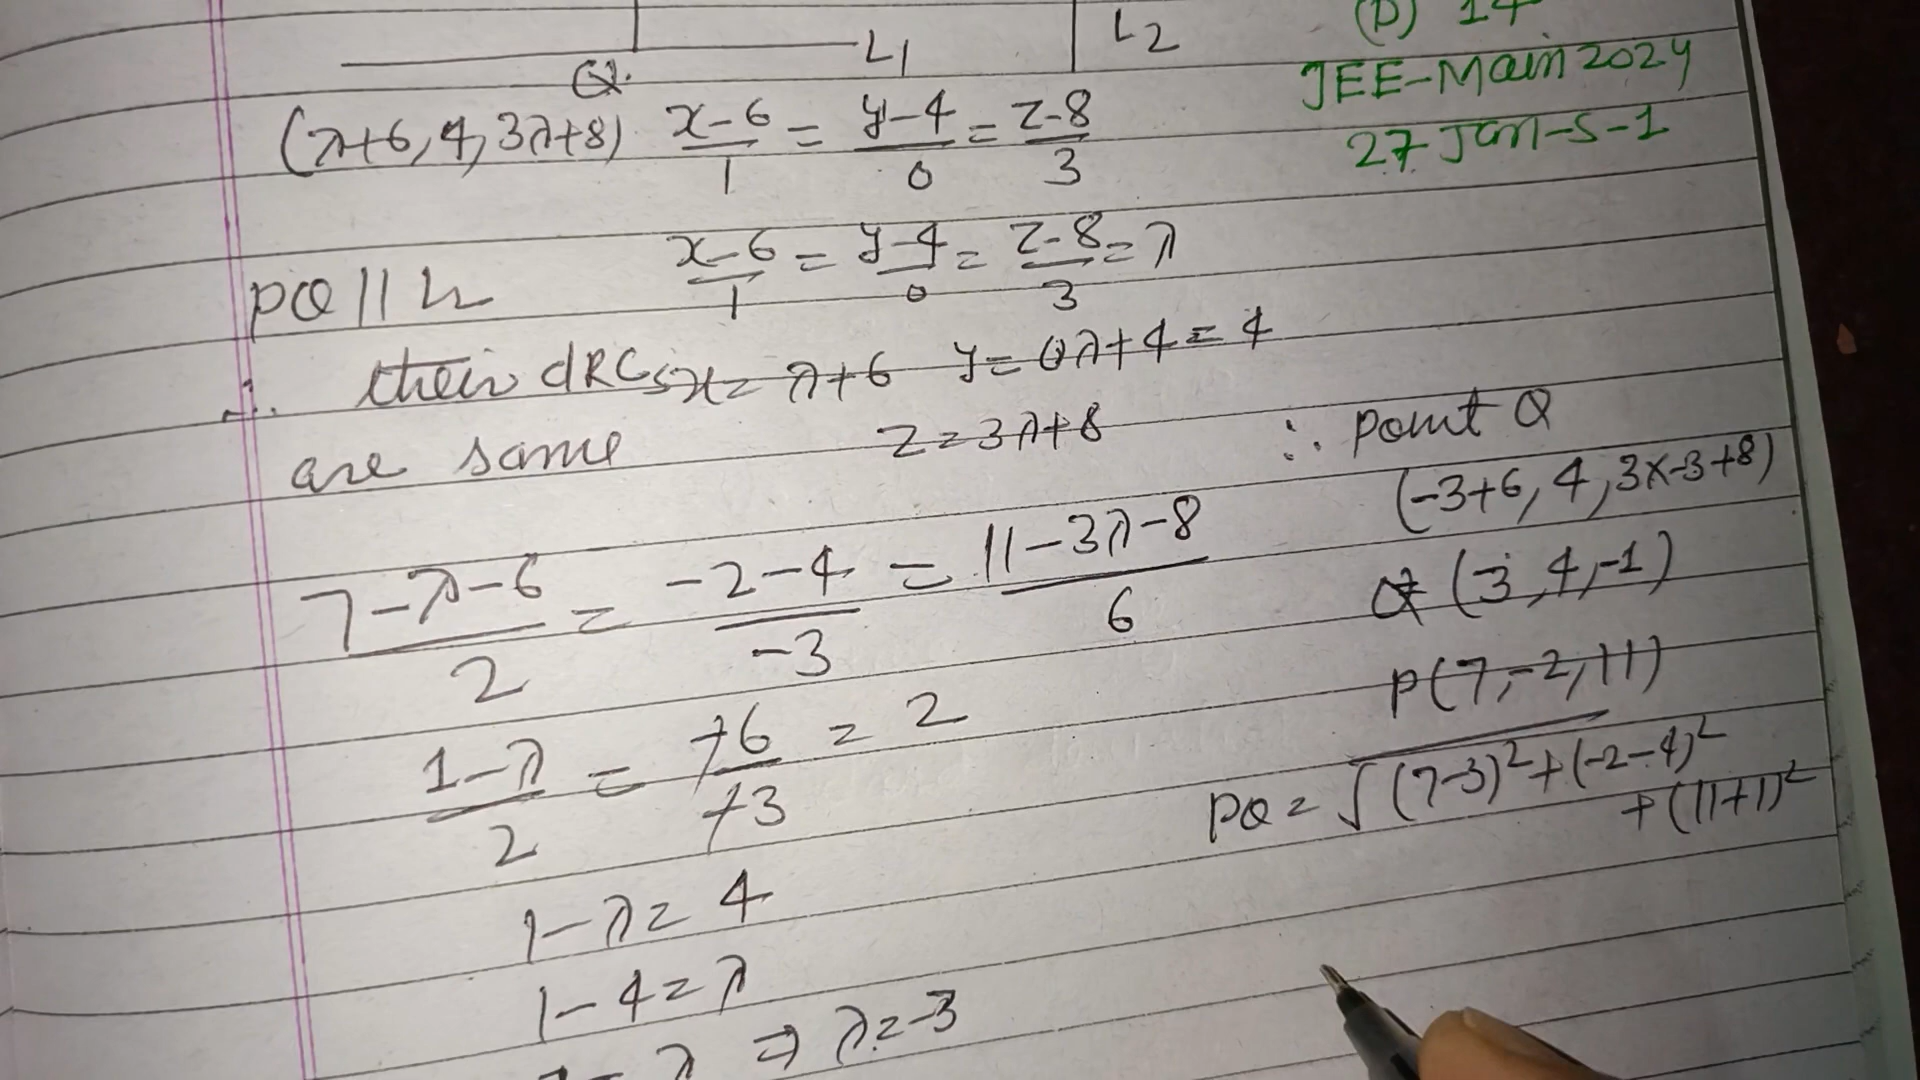 (D) 14
L1 L2
Q.
JEE-Main 2024
27 Jan-S-1
(λ+6, 4, 3λ+8) x-6/1 = y-4/0 = z-8/3
x-6/1 = y-4/0 = z-8/3 = λ
PQ ||
their dRCs x = λ+6 y = 0λ+4 = 4
∴ are same z = 3λ+8
7-λ-6/2 = -2-4/-3 = 11-3λ-8/6
1-λ/2 = +6/+3 = 2
1-λ = 4
1-4 = λ
λ ⇒ λ = -3
∴ Point Q
(-3+6, 4, 3x-3+8)
Q (3, 4, -1)
P(7, -2, 11)
PQ = √(7-3)² + (-2-4)²
+ (11+1)²